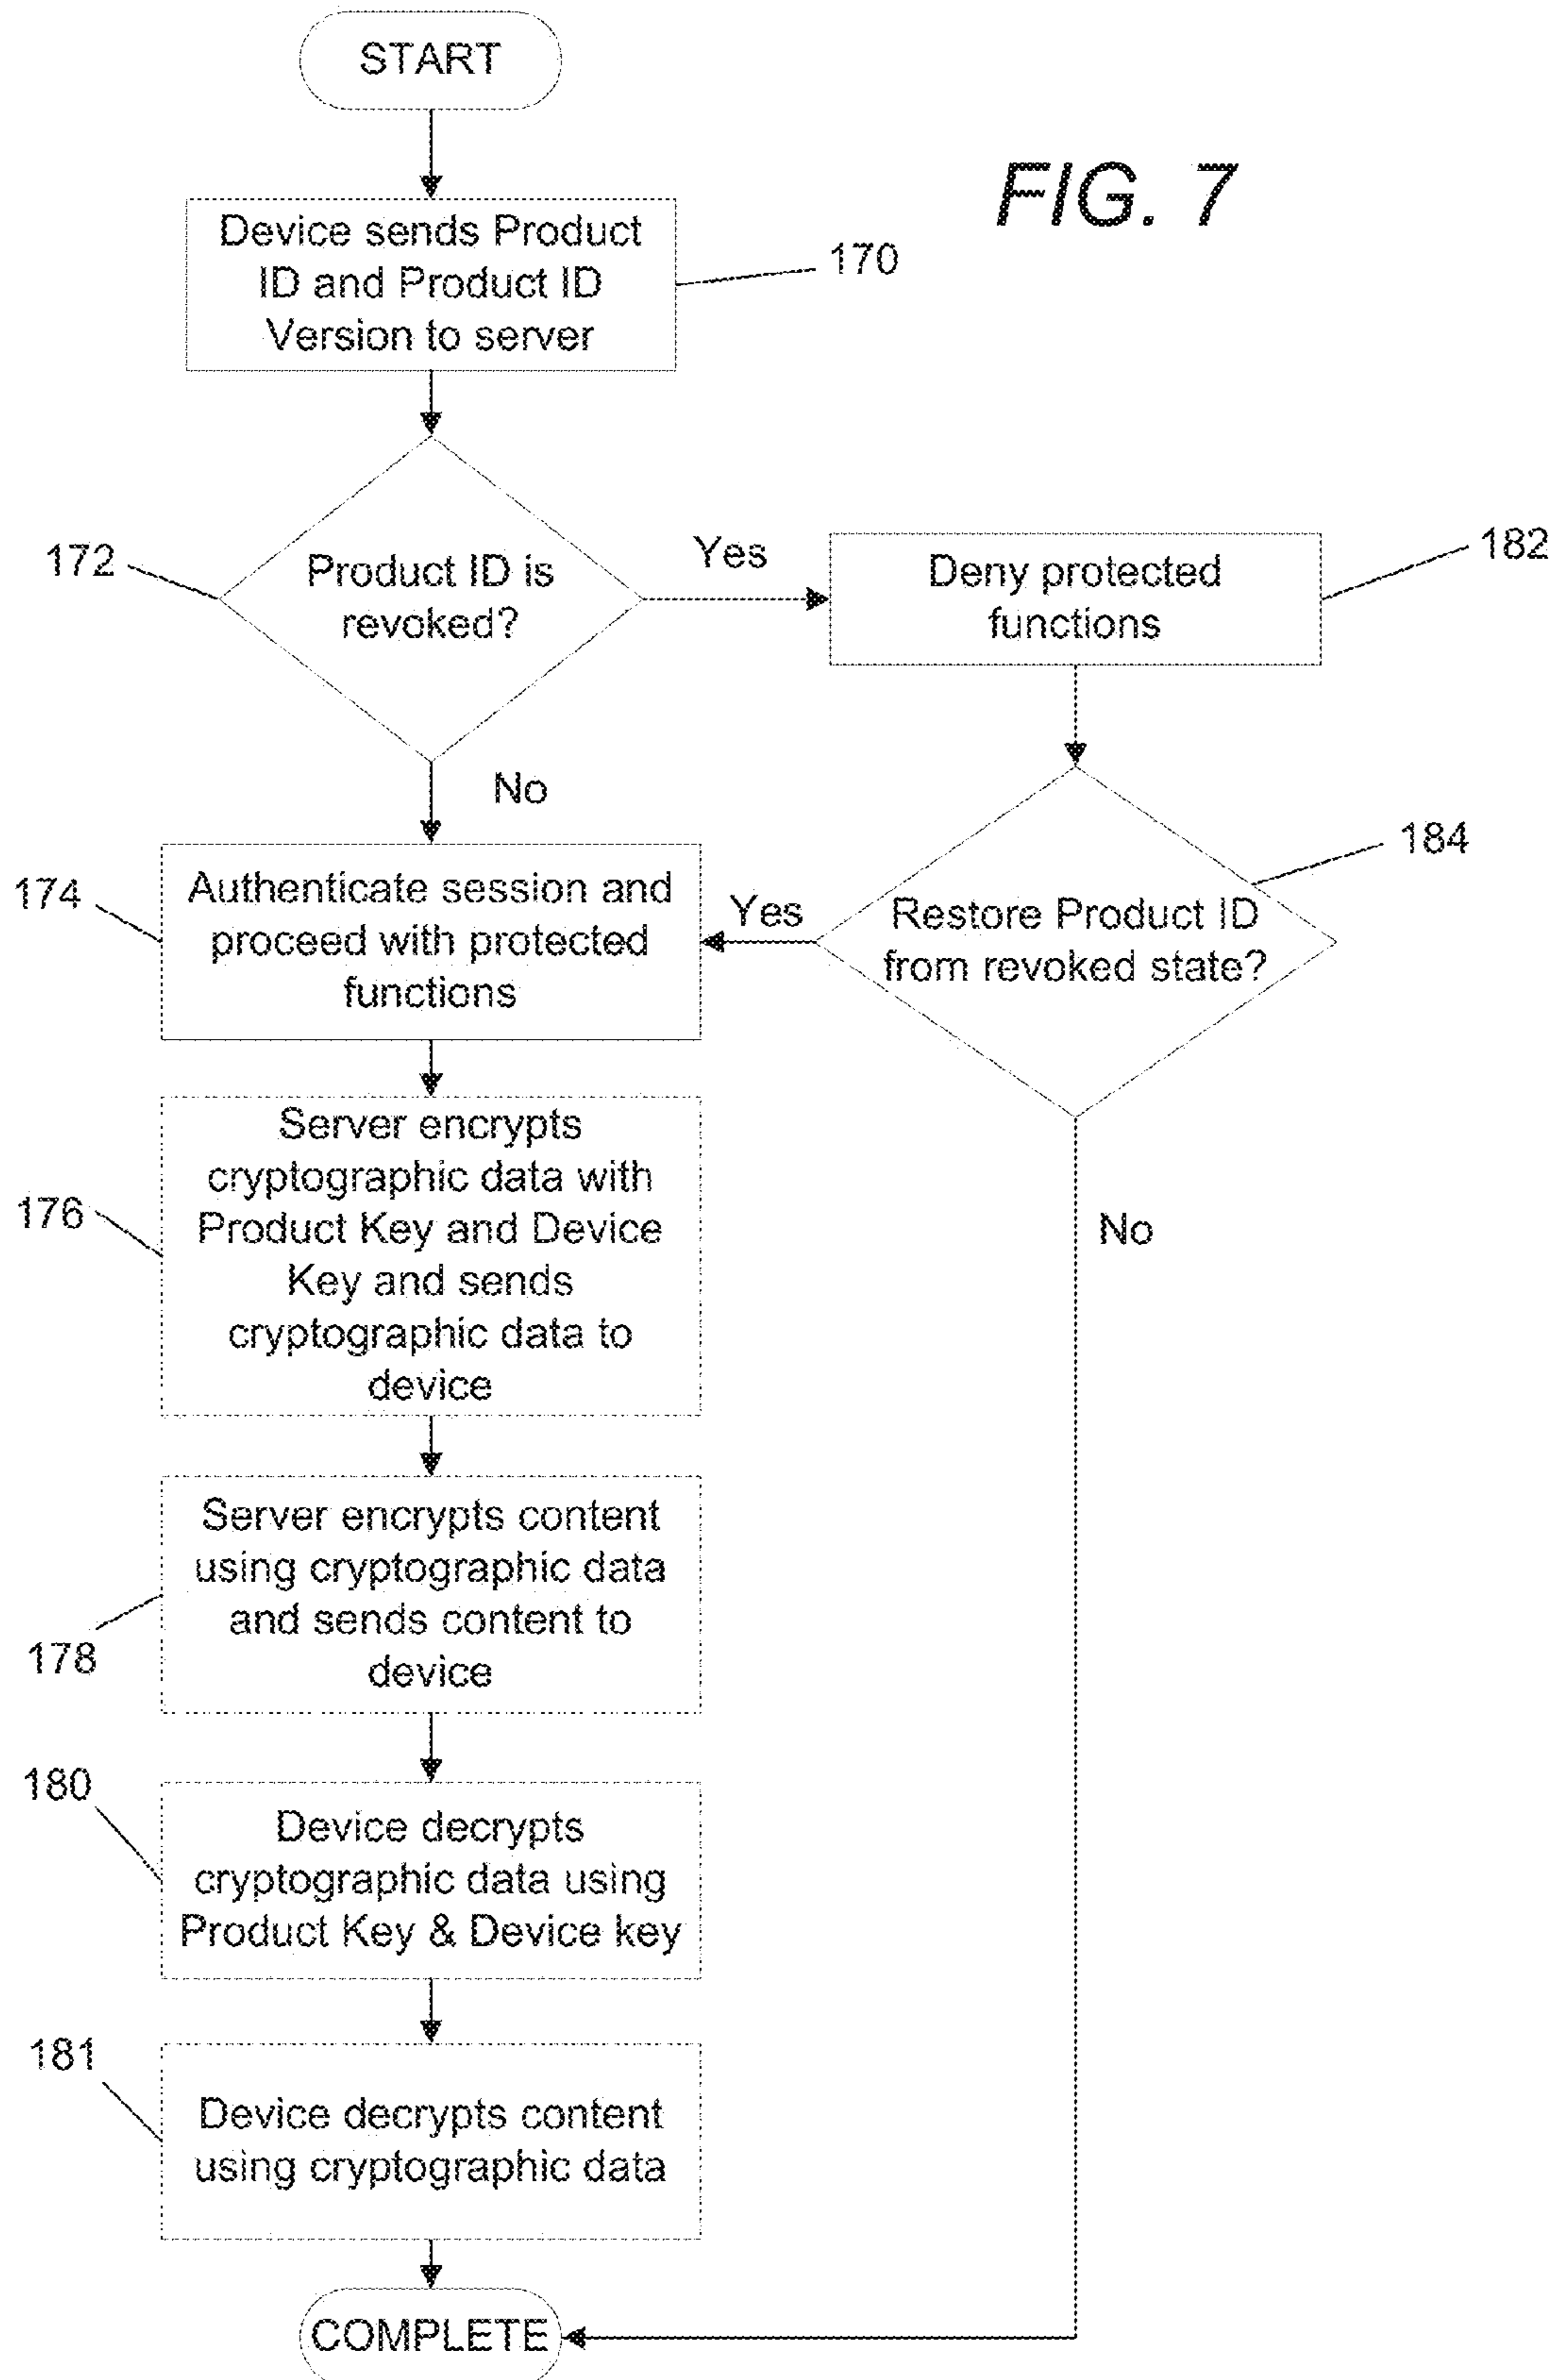 START
FIG. 7
Device sends Product
ID and Product ID
Version to server
170
172
Product ID is
revoked?
Yes
Deny protected
functions
182
No
184
174
Authenticate session and
proceed with protected
functions
Yes
Restore Product ID
from revoked state?
176
Server encrypts
cryptographic data with
Product Key and Device
Key and sends
cryptographic data to
device
No
178
Server encrypts content
using cryptographic data
and sends content to
device
180
Device decrypts
cryptographic data using
Product Key & Device key
181
Device decrypts content
using cryptographic data
COMPLETE